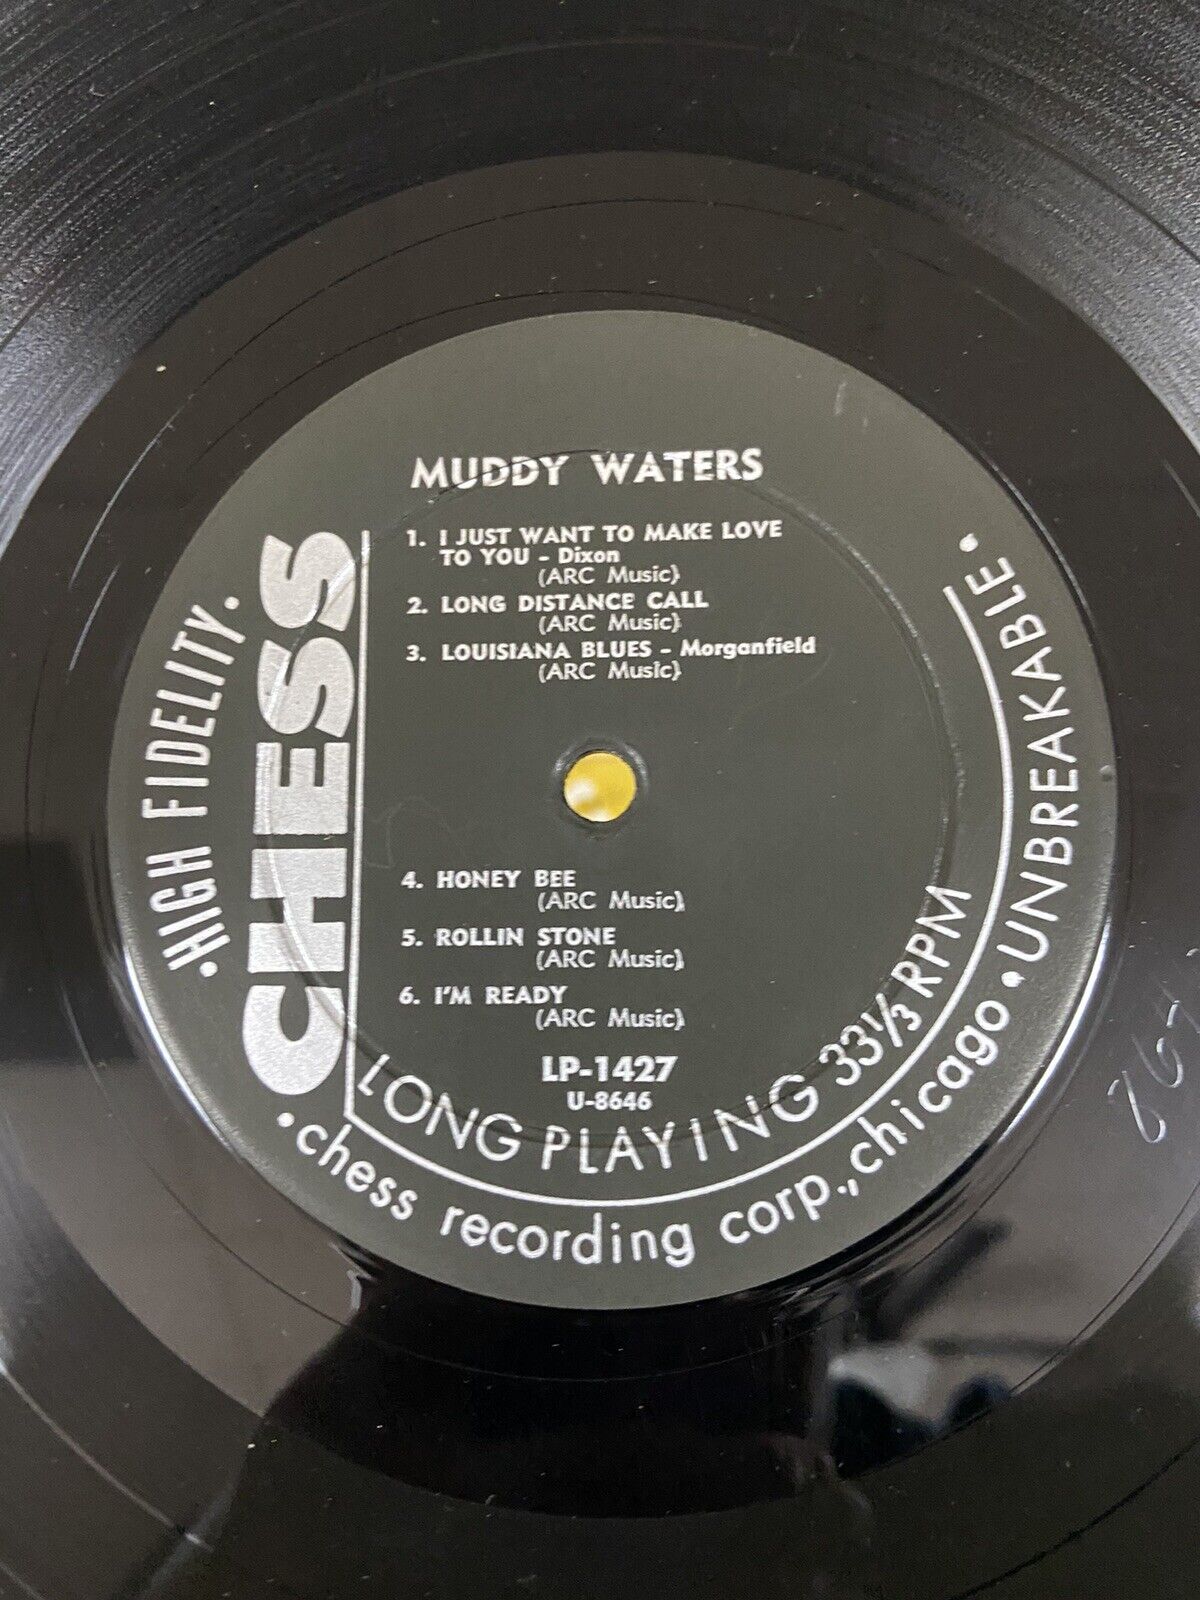 MUDDY WATERS
1. I JUST WANT TO MAKE LOVE
TO YOU - Dixon
(ARC Music)
2. LONG DISTANCE CALL
(ARC Music)
3. LOUISIANA BLUES - Morganfield
(ARC Music)
4. HONEY BEE
(ARC Music)
5. ROLLIN STONE
(ARC Music)
6. I'M READY
(ARC Music)
LP-1427
U-8646
LONG PLAYING 33⅓ RPM
CHESS
•HIGH FIDELITY•
•chess recording corp., chicago•UNBREAKABLE•